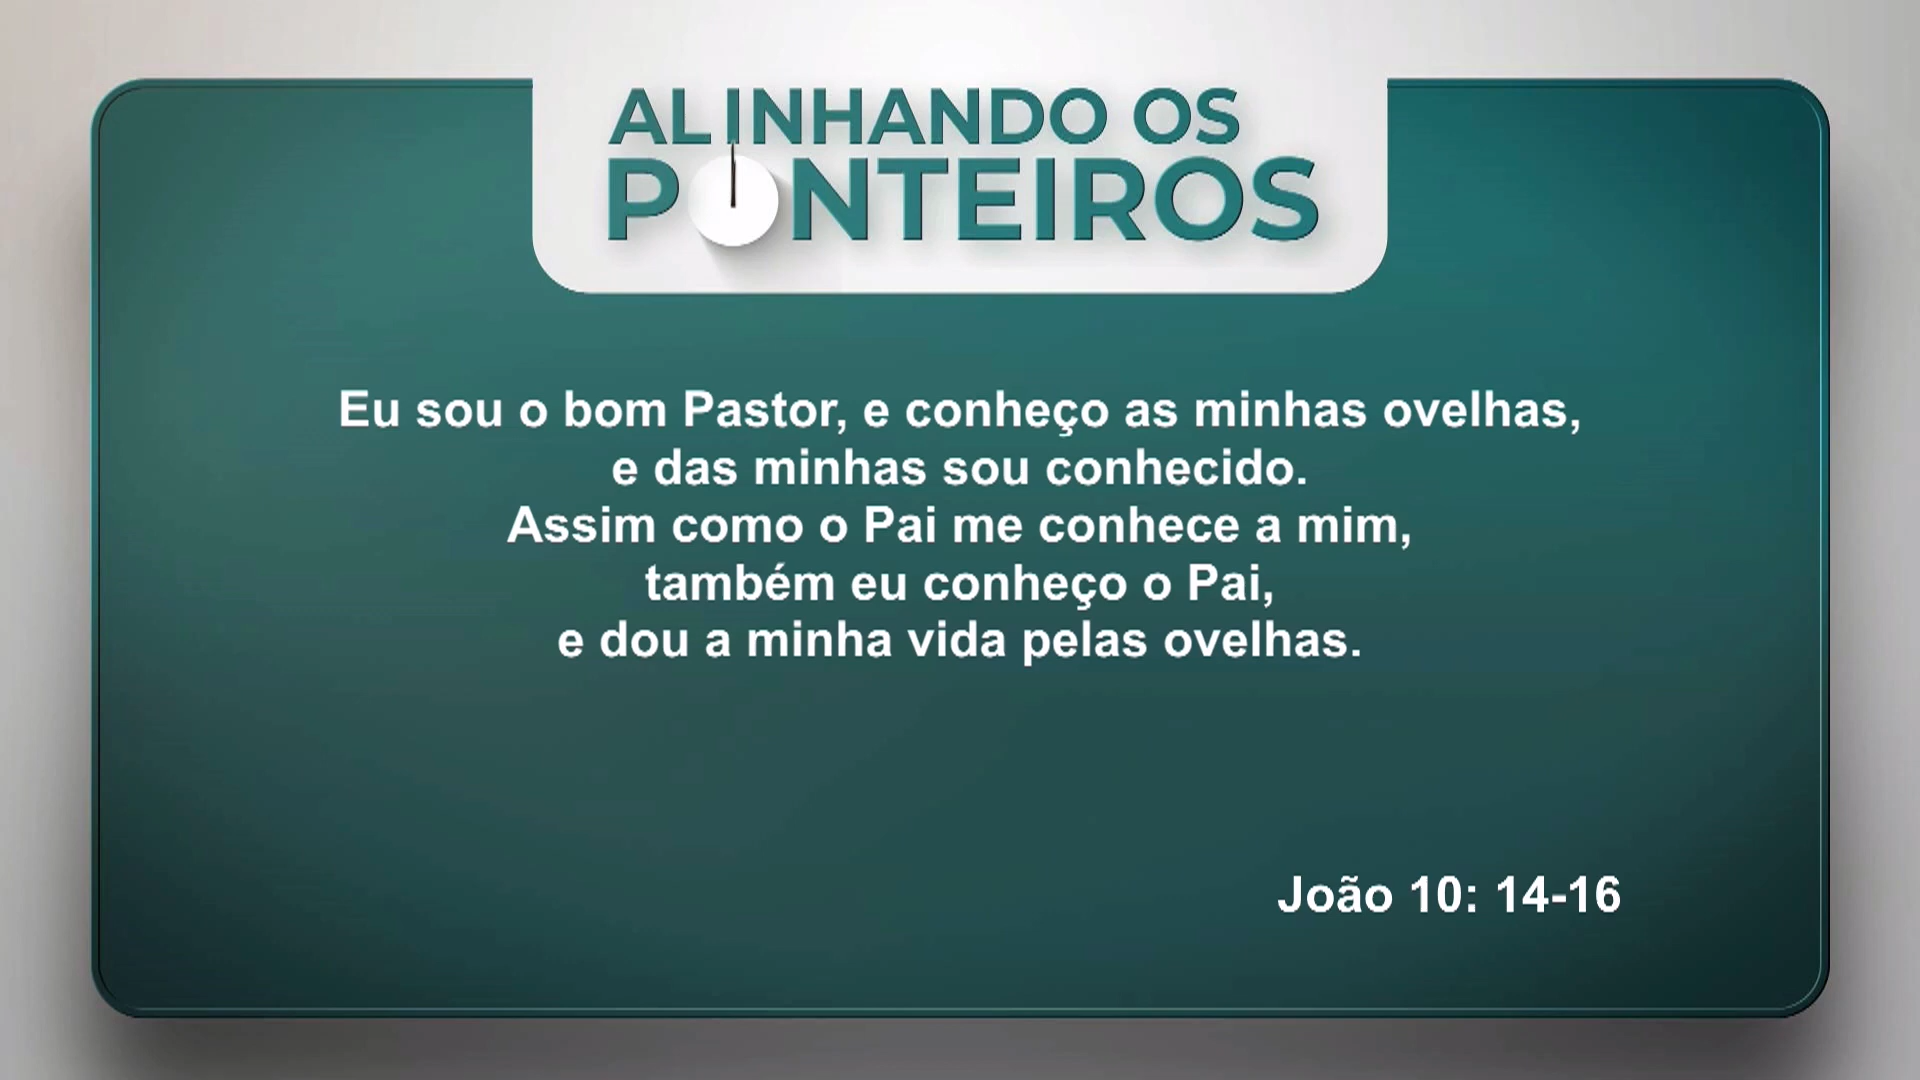 ALINHANDO OS
PONTEIROS
Eu sou o bom Pastor, e conheço as minhas ovelhas,
e das minhas sou conhecido.
Assim como o Pai me conhece a mim,
também eu conheço o Pai,
e dou a minha vida pelas ovelhas.
João 10: 14-16